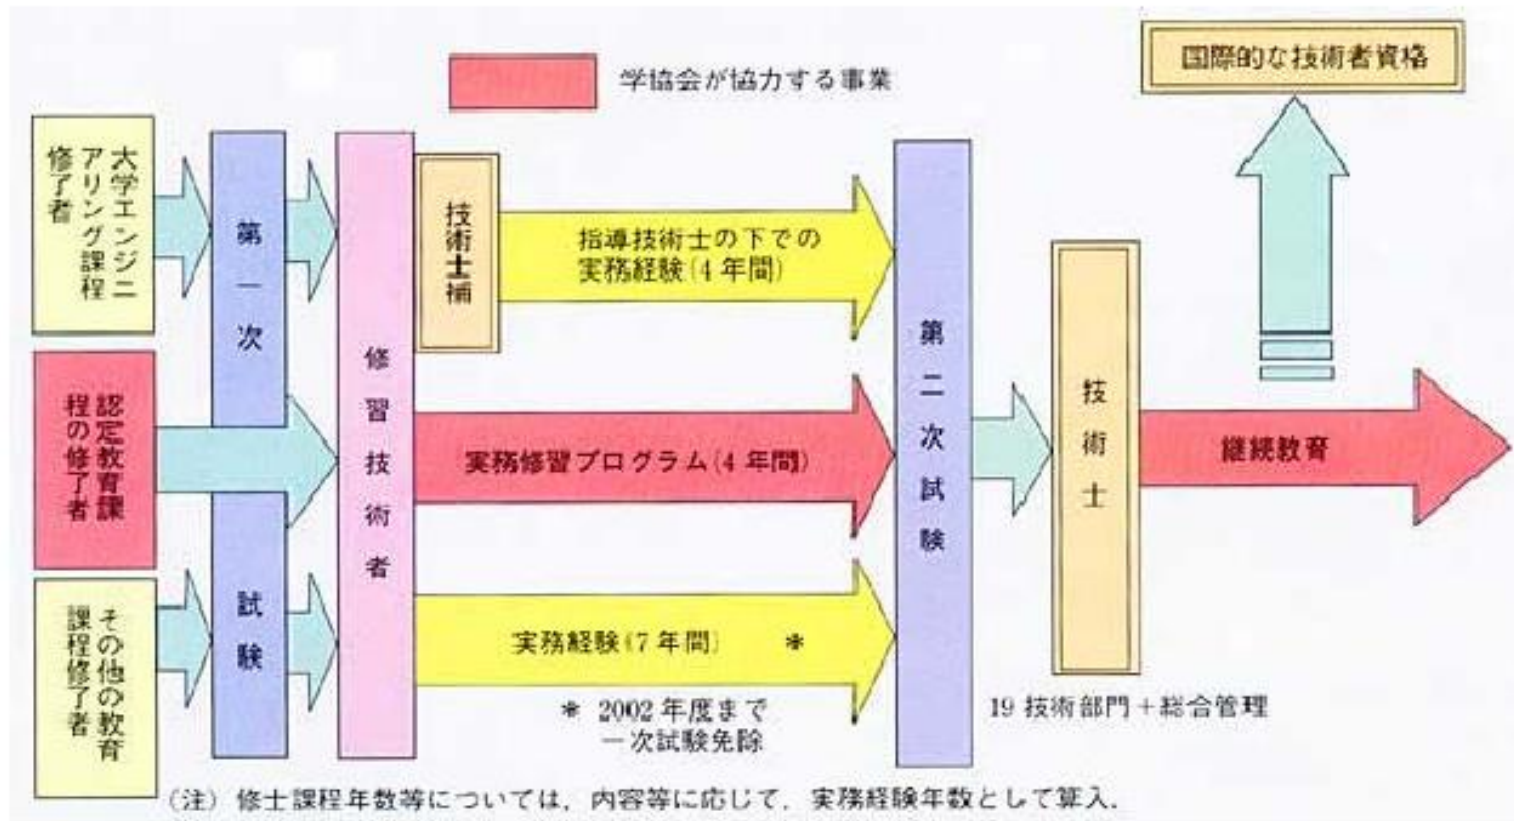 国際的な技術者資格
学協会が協力する事業
大学エンジニ
アリング課程
修了者
認定教育課
程の修了者
その他の教育
課程修了者
第一次
試験
修習技術者
技術士補
指導技術士の下での
実務経験(4年間)
実務修習プログラム(4年間)
実務経験(7年間) *
* 2002年度まで
一次試験免除
第二次試験
技術士
継続教育
19技術部門+総合管理
(注) 修士課程年数等については,内容等に応じて,実務経験年数として算入.